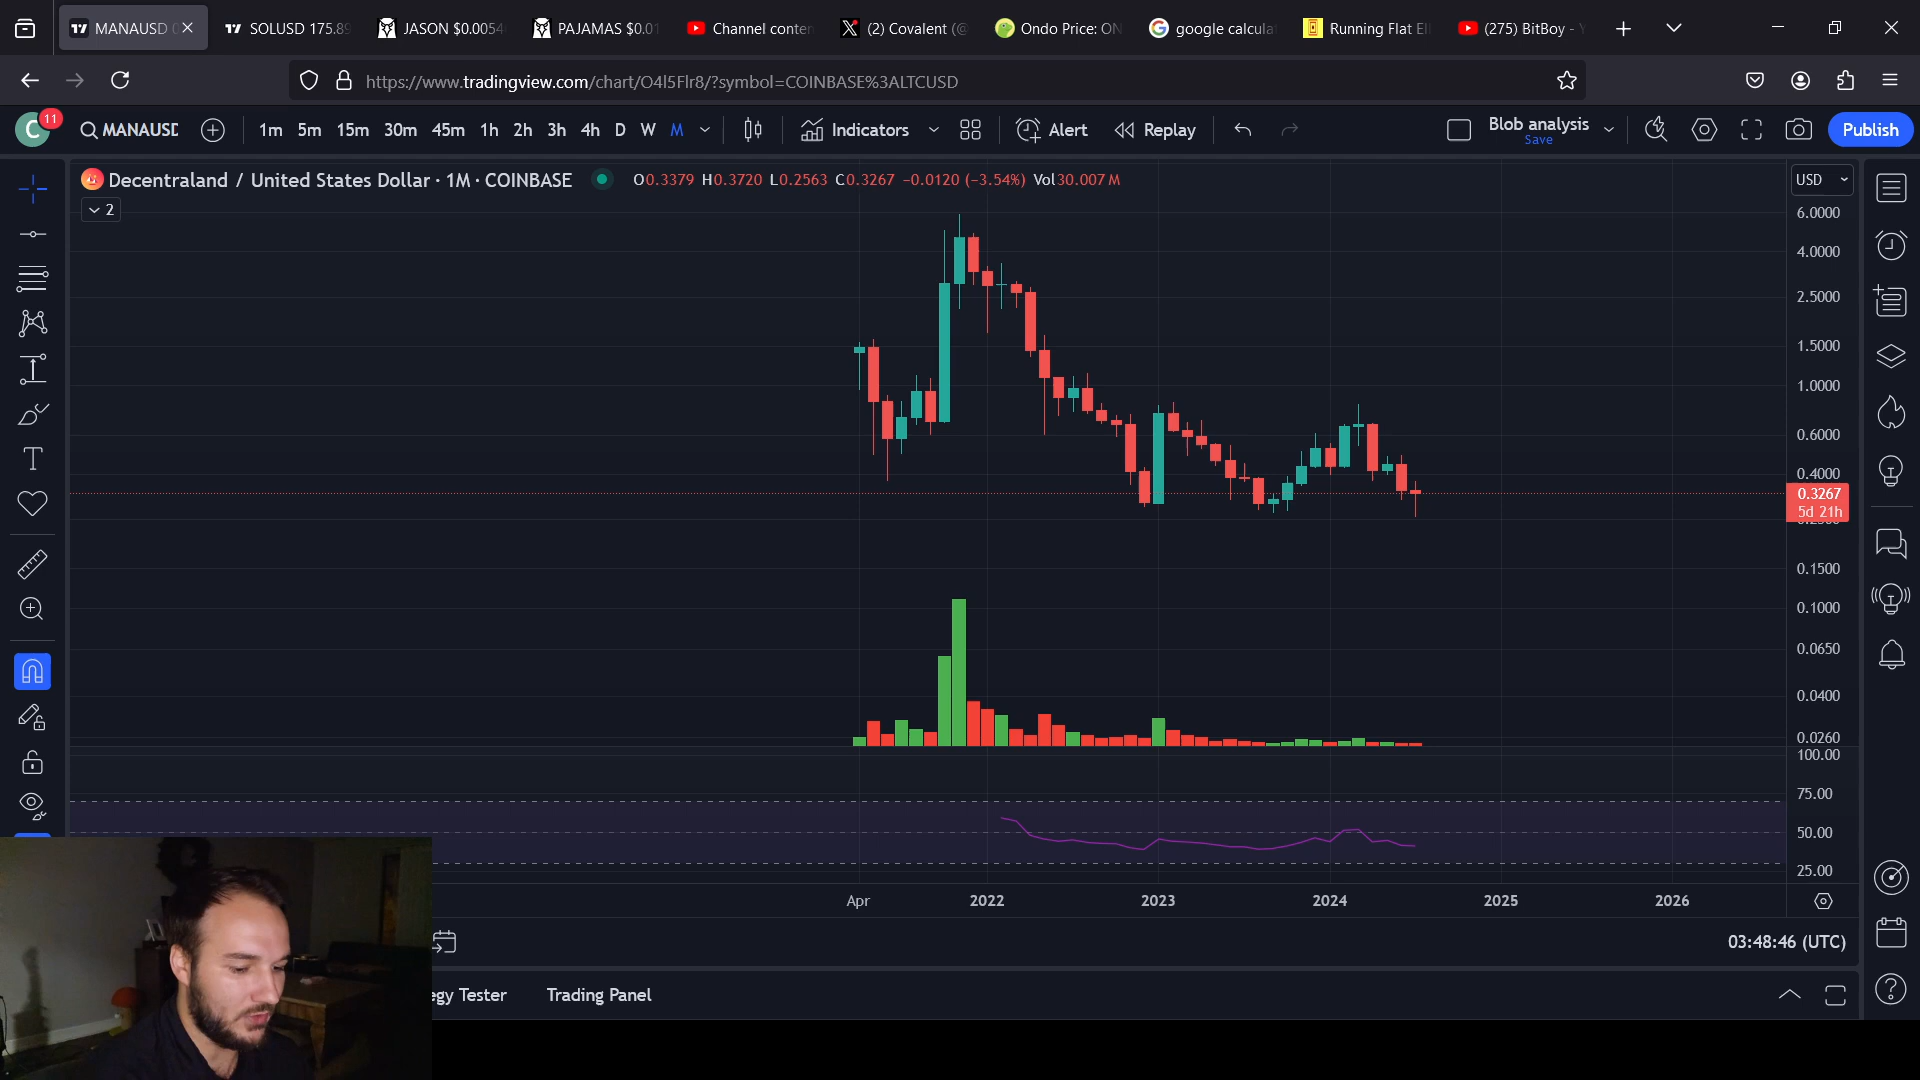 MANAUSD
SOLUSD 175.89
JASON $0.0054
PAJAMAS $0.01
Channel conten
(2) Covalent (@
Ondo Price: ON
google calcula
Running Flat Ell
(275) BitBoy - Y
https://www.tradingview.com/chart/O4l5Flr8/?symbol=COINBASE%3ALTCUSD
C 11 MANAUSD 1m 5m 15m 30m 45m 1h 2h 3h 4h D W M Indicators Alert Replay Blob analysis Publish
Save
Decentraland / United States Dollar · 1M · COINBASE O0.3379 H0.3720 L0.2563 C0.3267 −0.0120 (−3.54%) Vol30.007 M USD
2
6.0000
4.0000
2.5000
1.5000
1.0000
0.6000
0.4000
0.3267
5d 21h
0.1500
0.1000
0.0650
0.0400
0.0260
100.00
75.00
50.00
25.00
Apr 2022 2023 2024 2025 2026
03:48:46 (UTC)
egy Tester Trading Panel